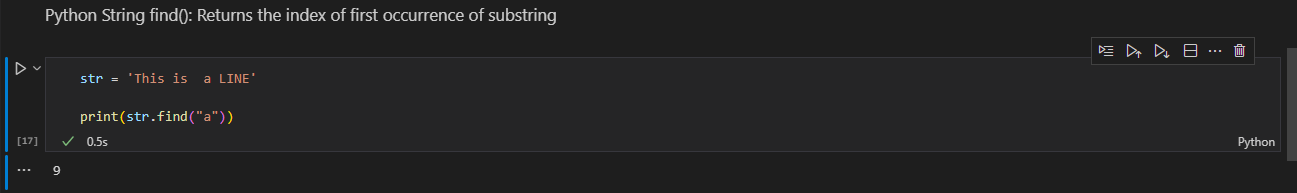 Python String find(): Returns the index of first occurrence of substring
str = 'This is  a LINE'
print(str.find("a"))
[17] 0.5s Python
9